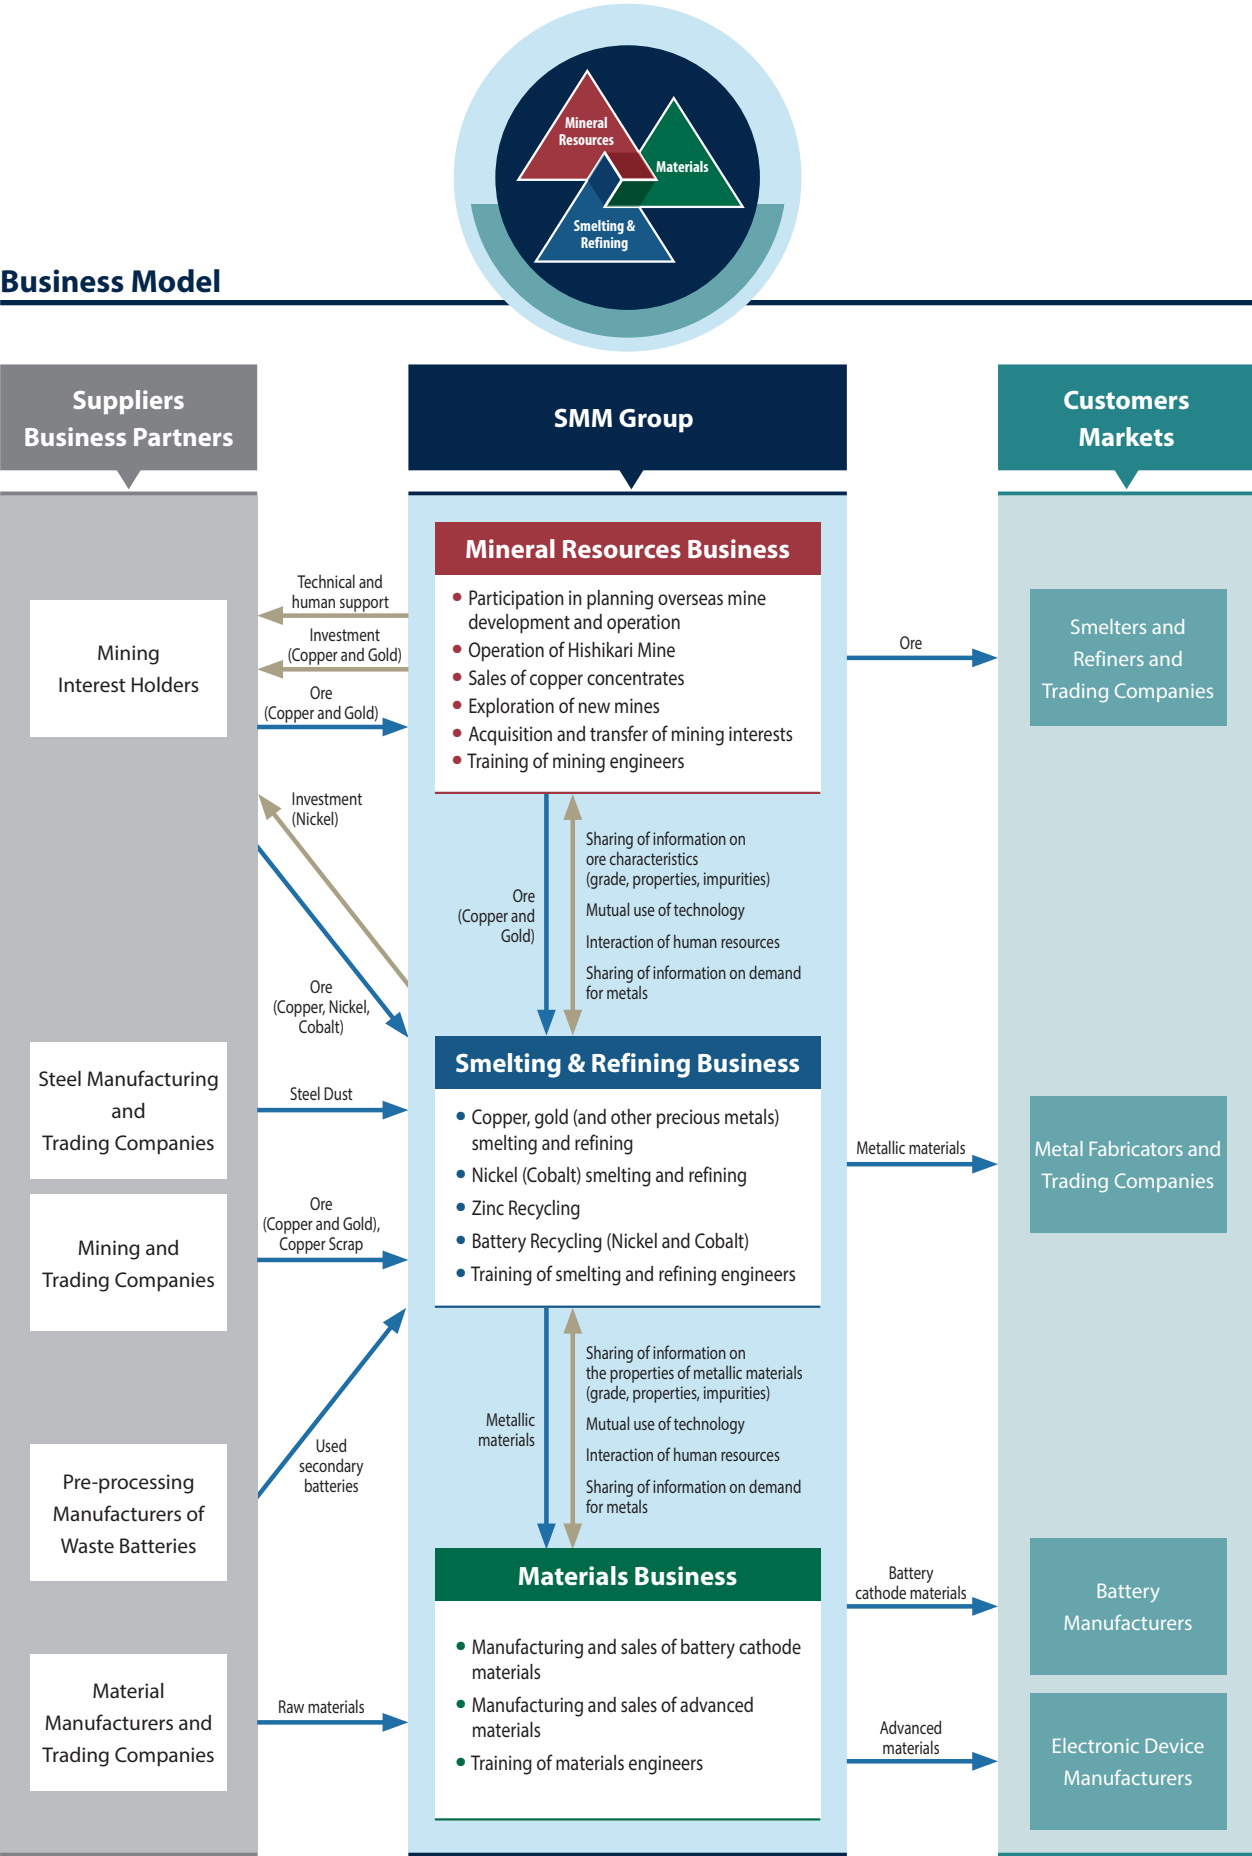 Mineral
Resources
Materials
Smelting &
Refining
Business Model
Suppliers
Business Partners
SMM Group
Customers
Markets
Mining
Interest Holders
Technical and
human support
Investment
(Copper and Gold)
Ore
(Copper and Gold)
Mineral Resources Business
• Participation in planning overseas mine
development and operation
• Operation of Hishikari Mine
• Sales of copper concentrates
• Exploration of new mines
• Acquisition and transfer of mining interests
• Training of mining engineers
Ore
Smelters and
Refiners and
Trading Companies
Investment
(Nickel)
Ore
(Copper, Nickel,
Cobalt)
Ore
(Copper and
Gold)
Sharing of information on
ore characteristics
(grade, properties, impurities)
Mutual use of technology
Interaction of human resources
Sharing of information on demand
for metals
Steel Manufacturing
and
Trading Companies
Steel Dust
Mining and
Trading Companies
Ore
(Copper and Gold),
Copper Scrap
Smelting & Refining Business
• Copper, gold (and other precious metals)
smelting and refining
• Nickel (Cobalt) smelting and refining
• Zinc Recycling
• Battery Recycling (Nickel and Cobalt)
• Training of smelting and refining engineers
Metallic materials
Metal Fabricators and
Trading Companies
Pre-processing
Manufacturers of
Waste Batteries
Used
secondary
batteries
Metallic
materials
Sharing of information on
the properties of metallic materials
(grade, properties, impurities)
Mutual use of technology
Interaction of human resources
Sharing of information on demand
for metals
Material
Manufacturers and
Trading Companies
Raw materials
Materials Business
• Manufacturing and sales of battery cathode
materials
• Manufacturing and sales of advanced
materials
• Training of materials engineers
Battery
cathode materials
Battery
Manufacturers
Advanced
materials
Electronic Device
Manufacturers